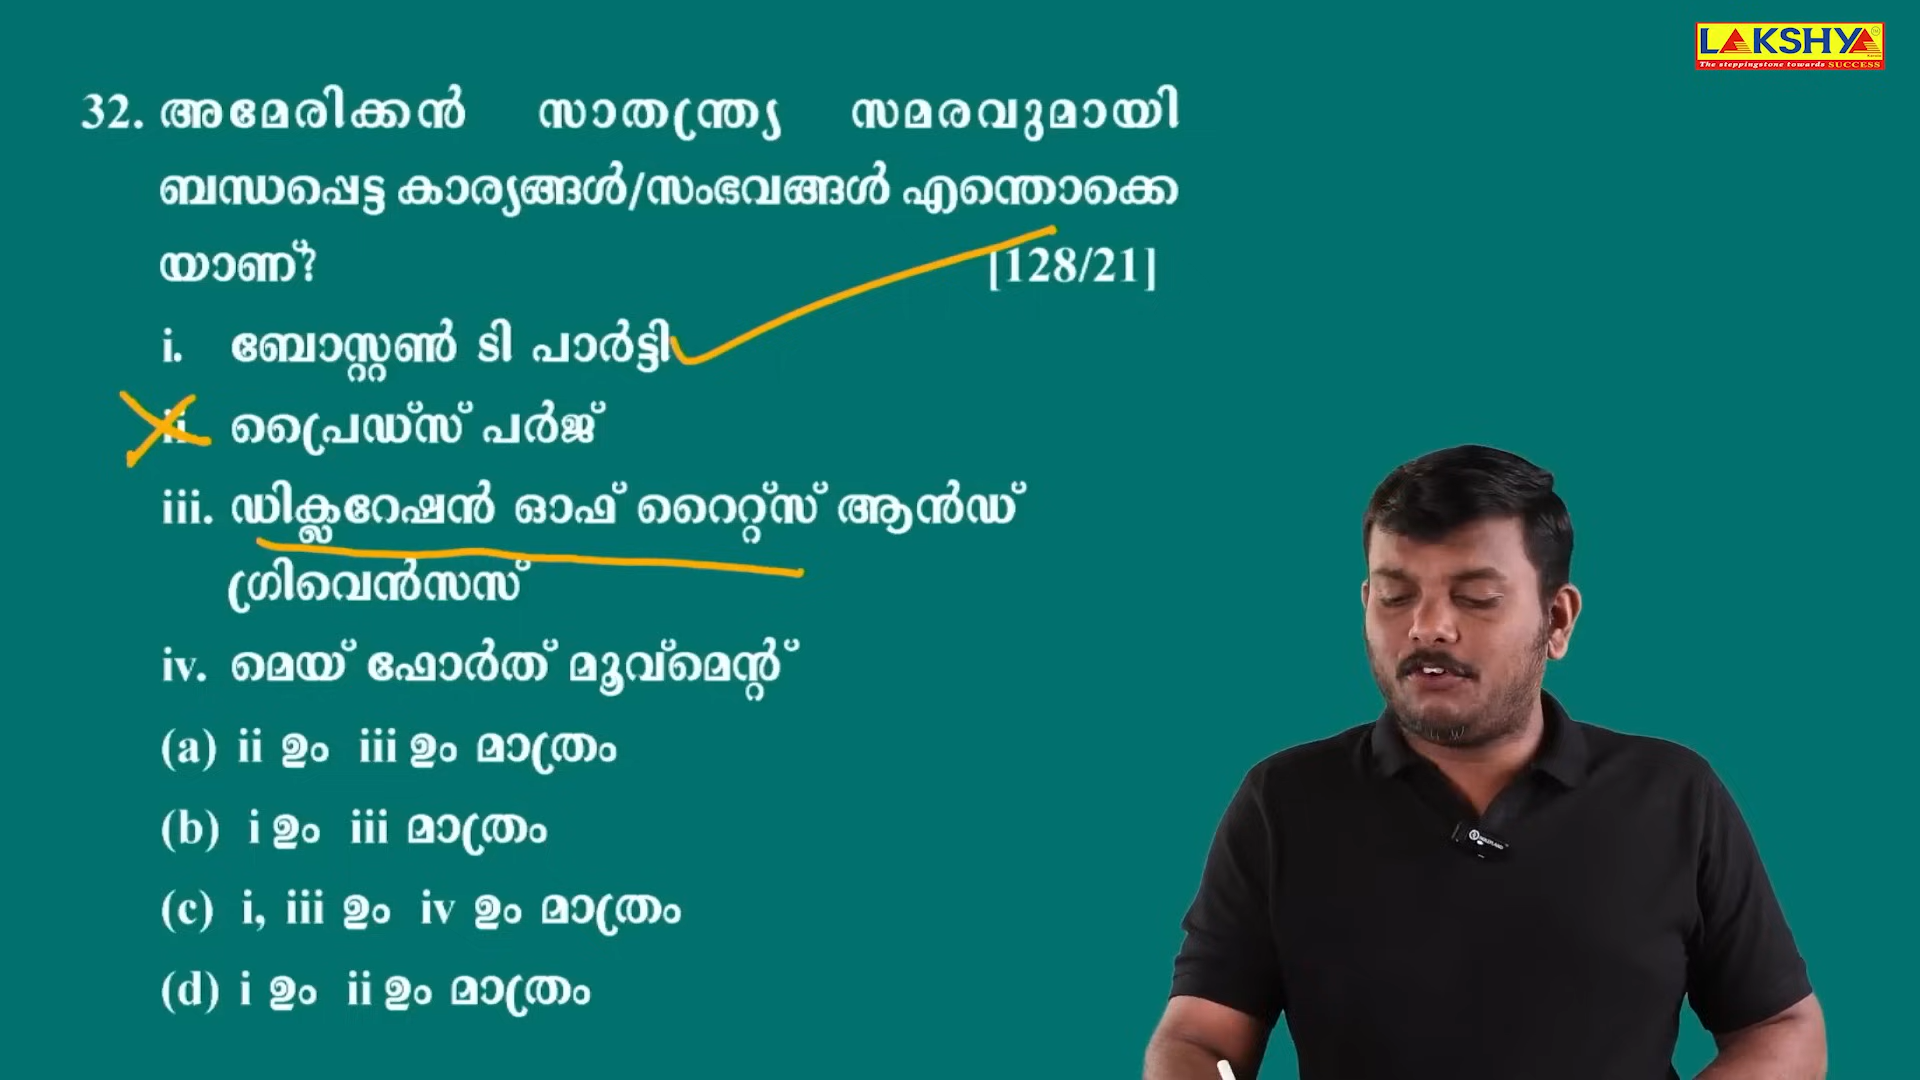 LAKSHYA
The steppingstone towards SUCCESS
32. അമേരിക്കൻ സാതന്ത്ര്യ സമരവുമായി
ബന്ധപ്പെട്ട കാര്യങ്ങൾ/സംഭവങ്ങൾ എന്തൊക്കെ
യാണ്? [128/21]
i. ബോസ്റ്റൺ ടി പാർട്ടി
ii. പ്രൈഡ്സ് പർജ്
iii. ഡിക്ലറേഷൻ ഓഫ് റൈറ്റ്സ് ആൻഡ്
ഗ്രിവെൻസസ്
iv. മെയ് ഫോർത് മൂവ്മെന്റ്
(a) ii ഉം iii ഉം മാത്രം
(b) i ഉം iii മാത്രം
(c) i, iii ഉം iv ഉം മാത്രം
(d) i ഉം ii ഉം മാത്രം